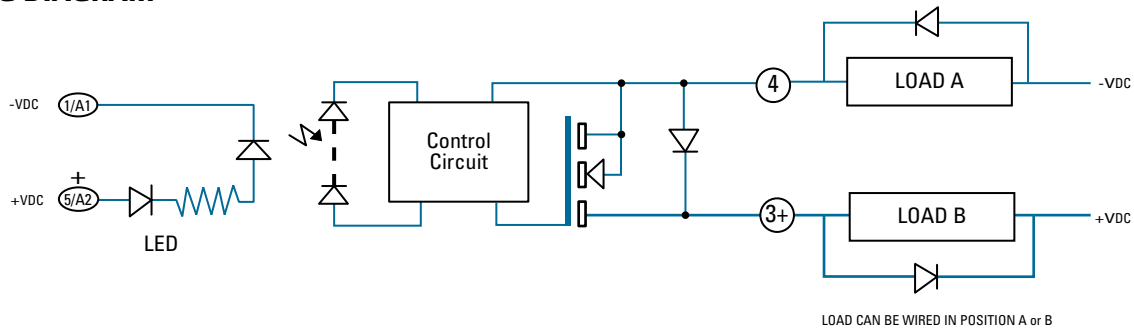 -VDC
1/A1
+
+VDC
5/A2
LED
Control
Circuit
4
LOAD A
-VDC
3+
LOAD B
+VDC
LOAD CAN BE WIRED IN POSITION A or B